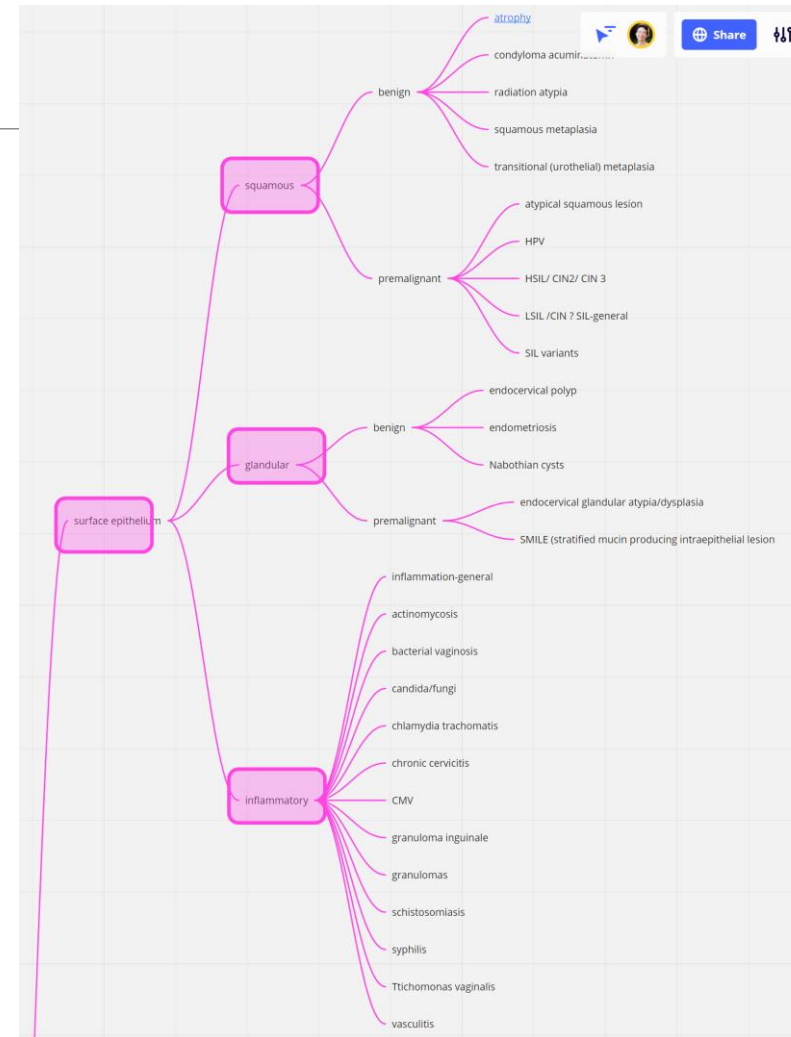 atrophy
Share
condyloma
benign
radiation atypia
squamous metaplasia
transitional (urothelial) metaplasia
squamous
atypical squamous lesion
HPV
premalignant
HSIL/ CIN2/ CIN 3
LSIL /CIN ? SIL-general
SIL variants
endocervical polyp
benign
endometriosis
glandular
Nabothian cysts
endocervical glandular atypia/dysplasia
surface epithelium
premalignant
SMILE (stratified mucin producing intraepithelial lesion
inflammation-general
actinomycosis
bacterial vaginosis
candida/fungi
chlamydia trachomatis
chronic cervicitis
inflammatory
CMV
granuloma inguinale
granulomas
schistosomiasis
syphilis
Ttichomonas vaginalis
vasculitis